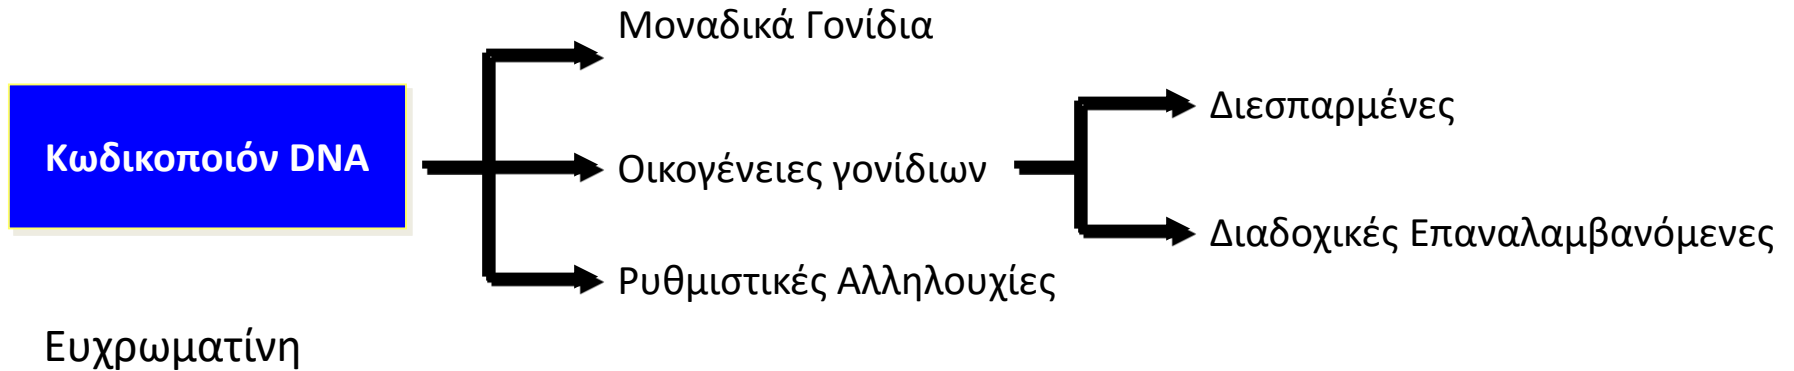 Μοναδικά Γονίδια
Κωδικοποιόν DNA
Οικογένειες γονίδιων
Διεσπαρμένες
Διαδοχικές Επαναλαμβανόμενες
Ρυθμιστικές Αλληλουχίες
Ευχρωματίνη